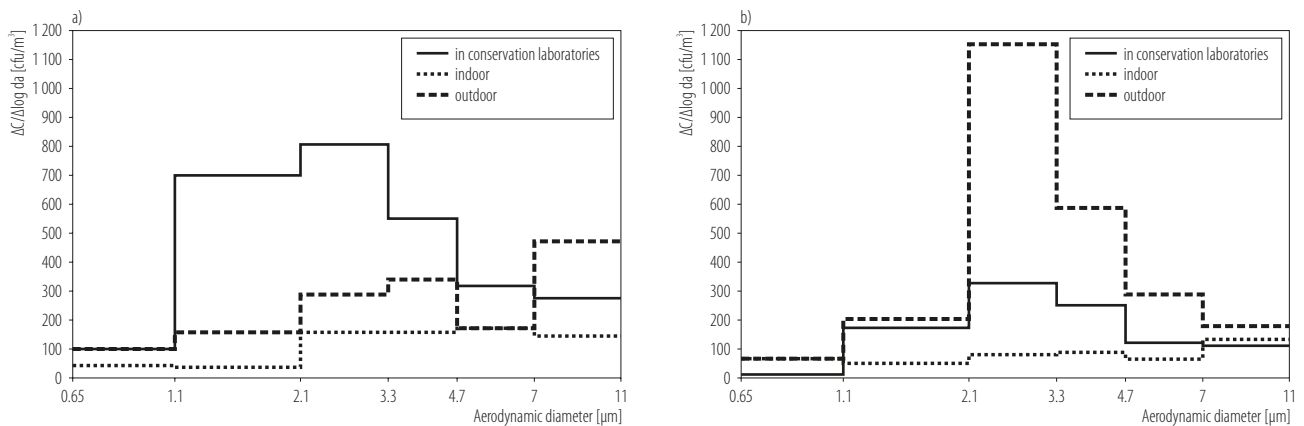 a)
ΔC/Δlog da [cfu/m³]
1 200
1 100
1 000
900
800
700
600
500
400
300
200
100
0
in conservation laboratories
indoor
outdoor
0.65 1.1 2.1 3.3 4.7 7 11
Aerodynamic diameter [µm]
b)
ΔC/Δlog da [cfu/m³]
1 200
1 100
1 000
900
800
700
600
500
400
300
200
100
0
in conservation laboratories
indoor
outdoor
0.65 1.1 2.1 3.3 4.7 7 11
Aerodynamic diameter [µm]